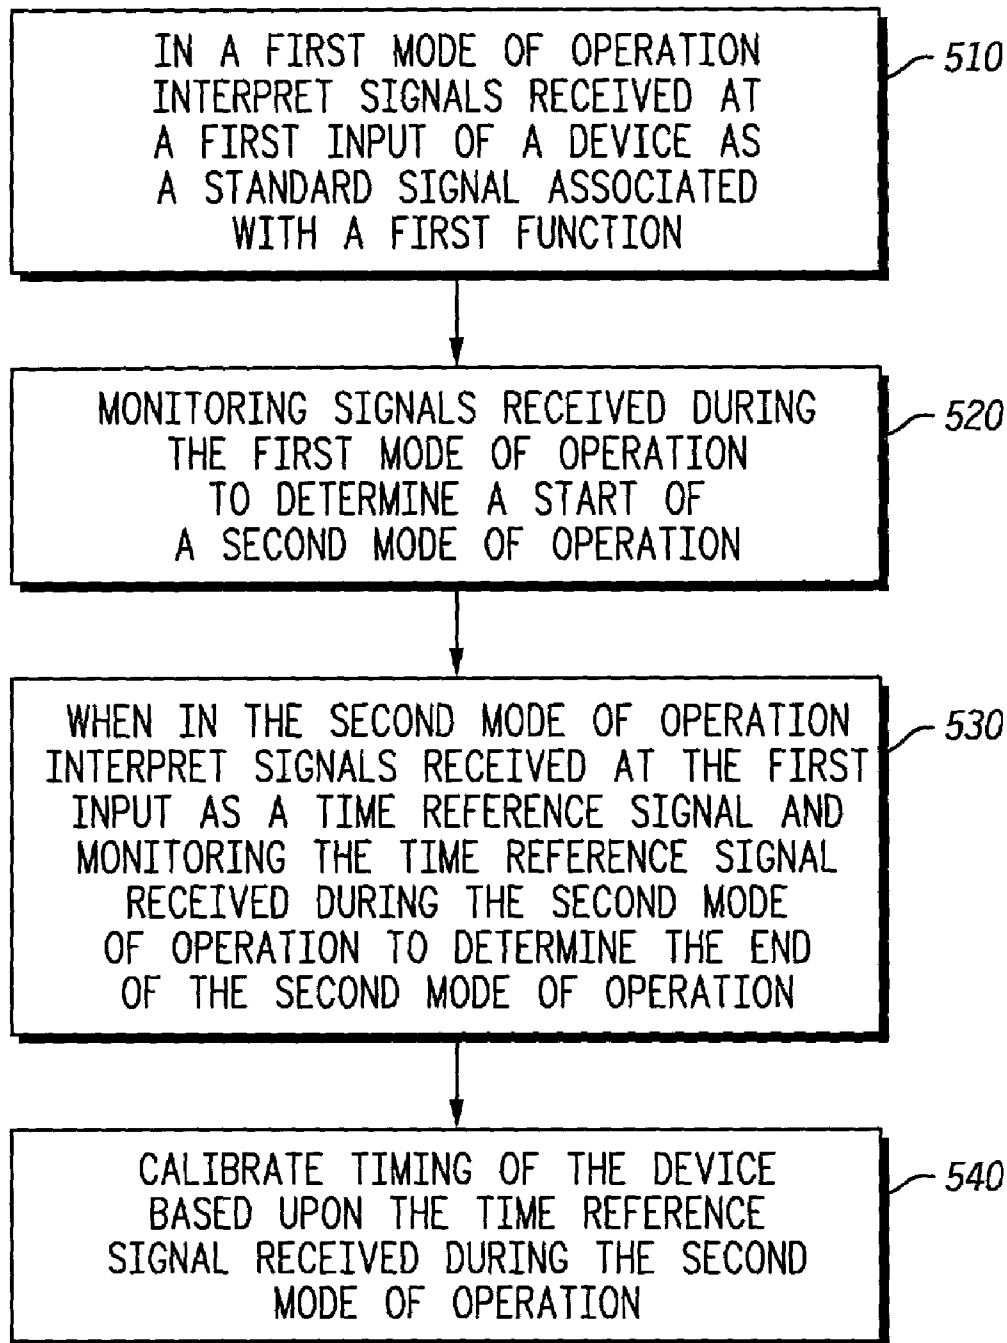 IN A FIRST MODE OF OPERATION
INTERPRET SIGNALS RECEIVED AT
A FIRST INPUT OF A DEVICE AS
A STANDARD SIGNAL ASSOCIATED
WITH A FIRST FUNCTION
510
MONITORING SIGNALS RECEIVED DURING
THE FIRST MODE OF OPERATION
TO DETERMINE A START OF
A SECOND MODE OF OPERATION
520
WHEN IN THE SECOND MODE OF OPERATION
INTERPRET SIGNALS RECEIVED AT THE FIRST
INPUT AS A TIME REFERENCE SIGNAL AND
MONITORING THE TIME REFERENCE SIGNAL
RECEIVED DURING THE SECOND MODE
OF OPERATION TO DETERMINE THE END
OF THE SECOND MODE OF OPERATION
530
CALIBRATE TIMING OF THE DEVICE
BASED UPON THE TIME REFERENCE
SIGNAL RECEIVED DURING THE SECOND
MODE OF OPERATION
540